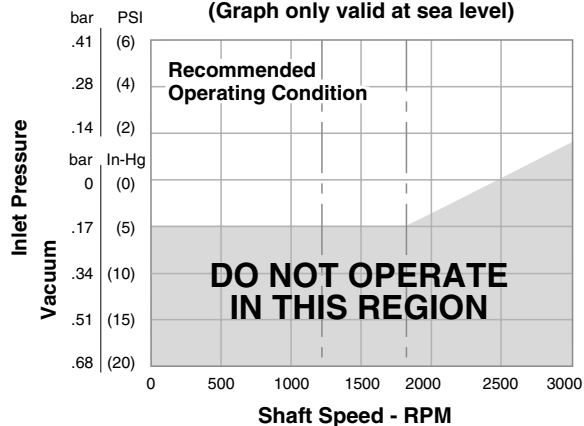 (Graph only valid at sea level)
bar PSI
.41 (6)
.28 (4)
.14 (2)
bar In-Hg
0 (0)
.17 (5)
.34 (10)
.51 (15)
.68 (20)
Inlet Pressure
Vacuum
Recommended
Operating Condition
DO NOT OPERATE
IN THIS REGION
0 500 1000 1500 2000 2500 3000
Shaft Speed - RPM